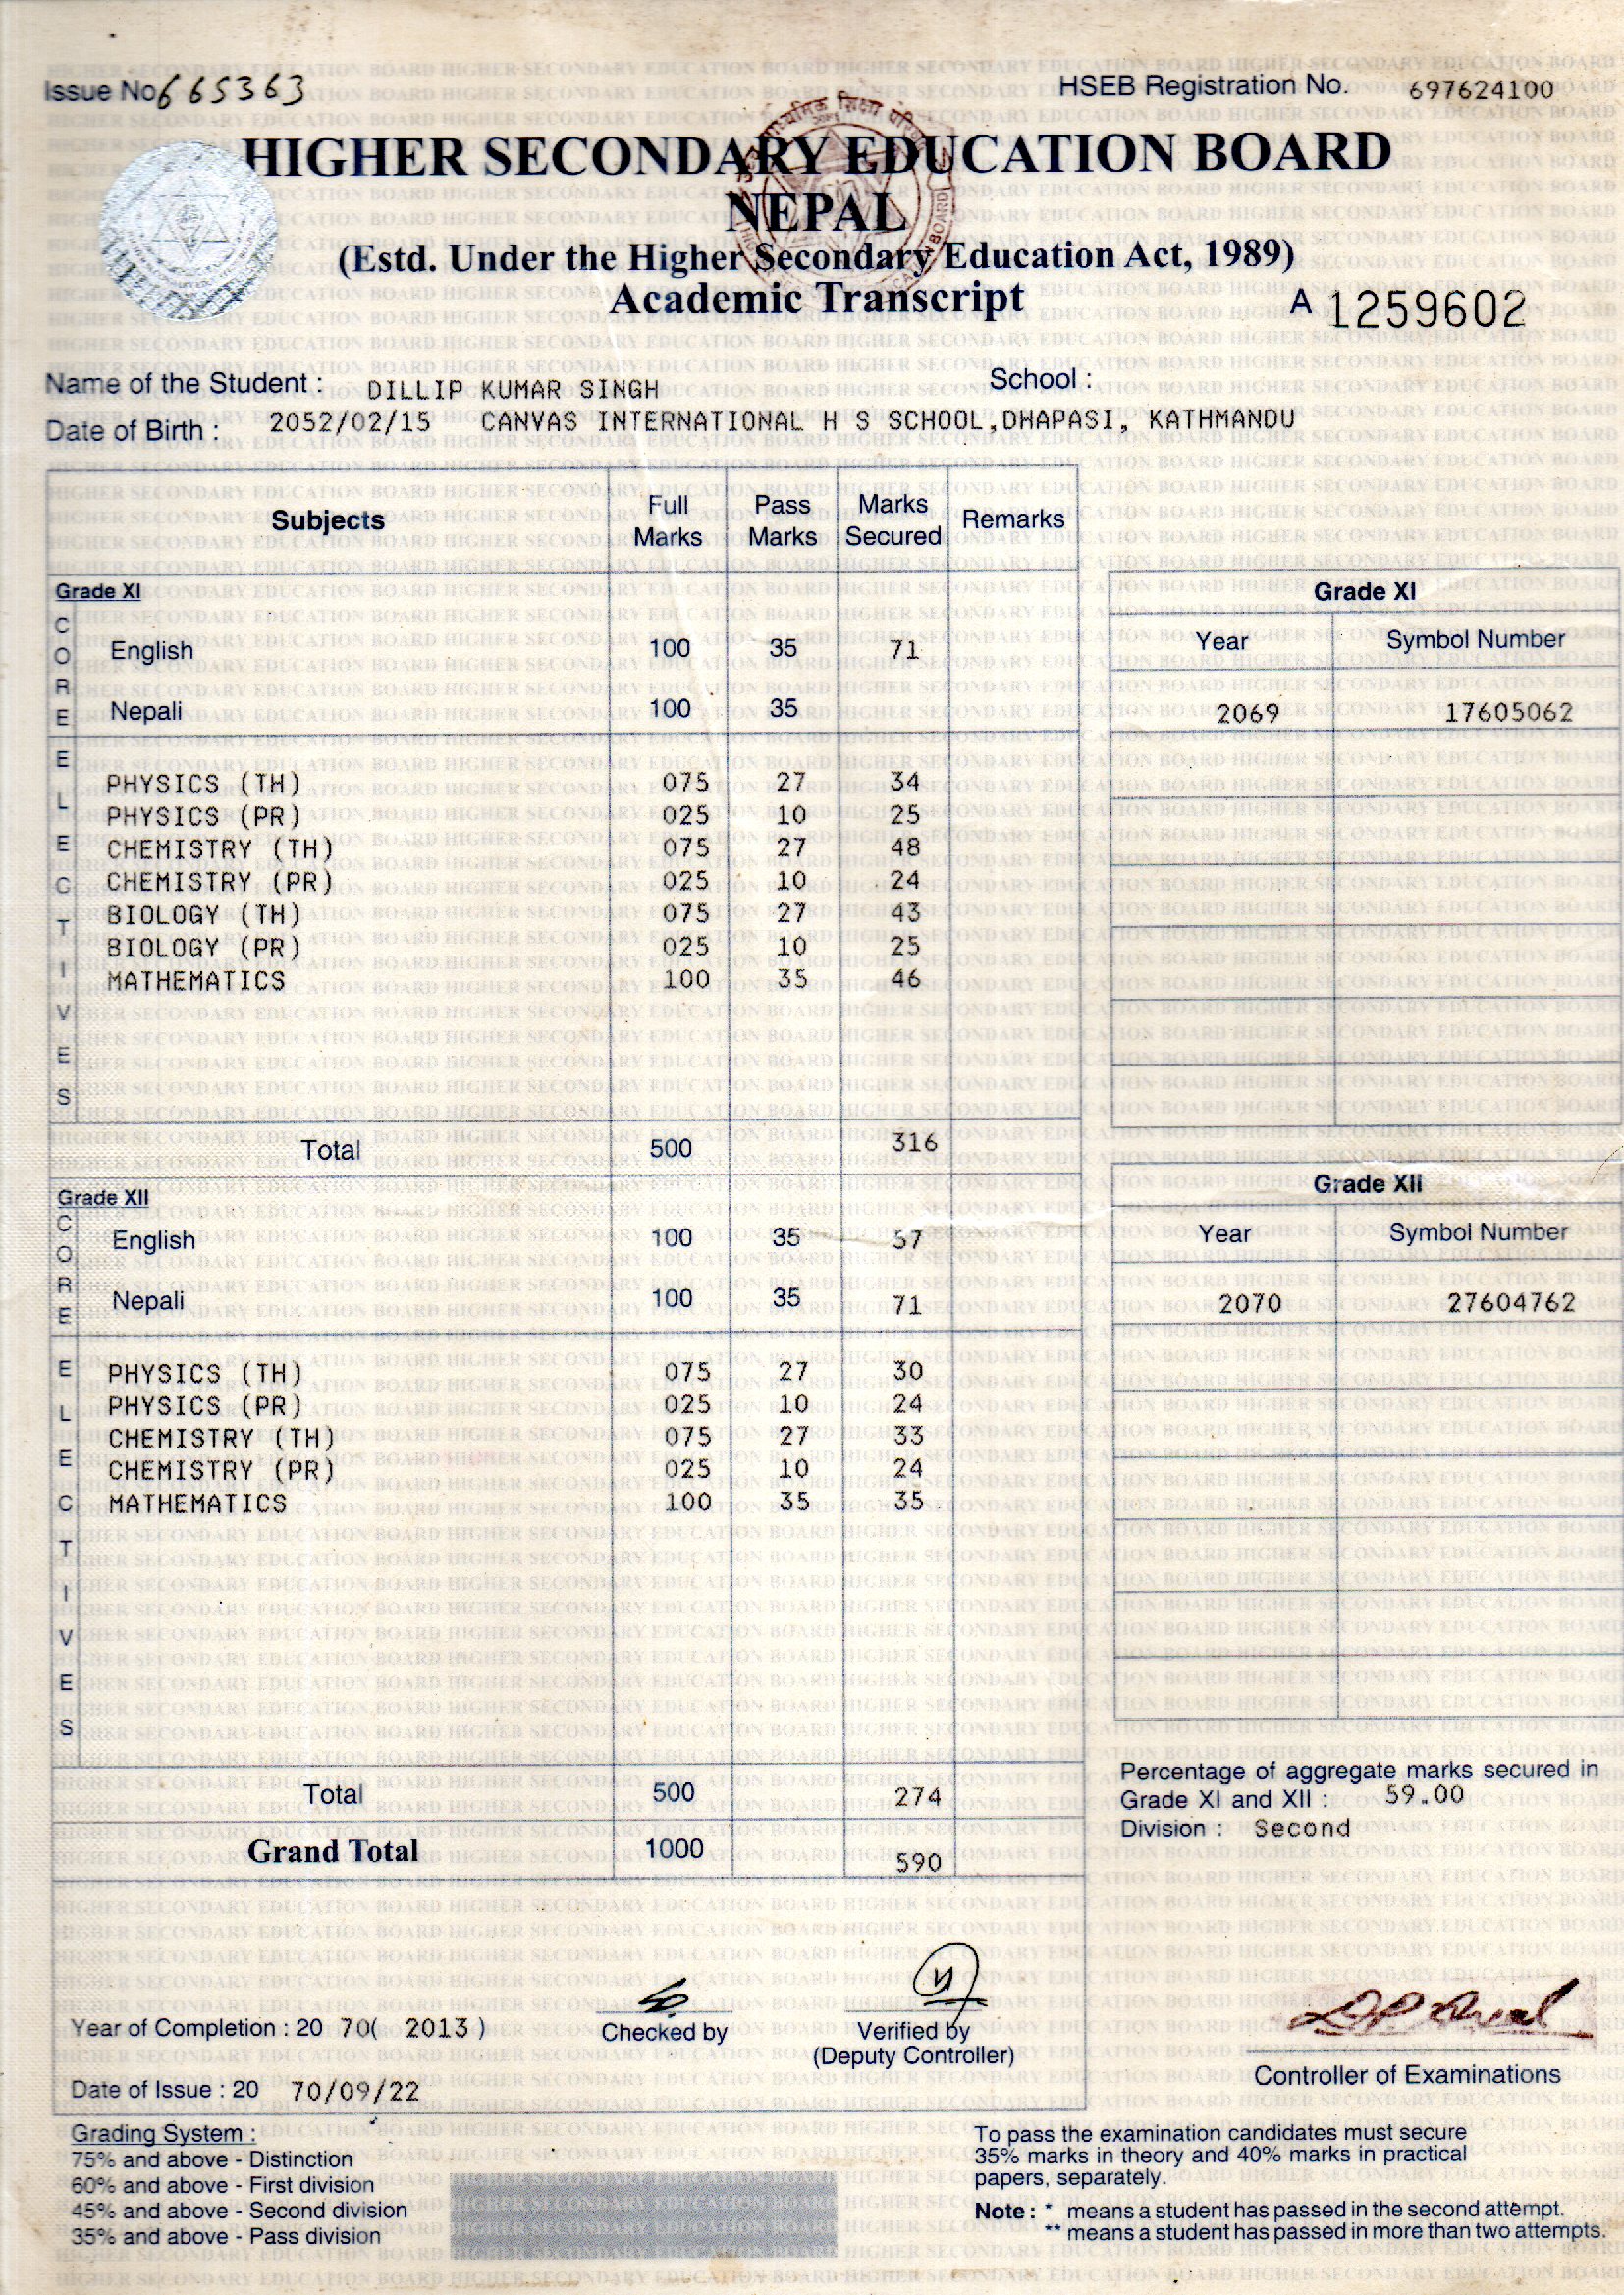 Issue No 665363
HSEB Registration No. 697624100
HIGHER SECONDARY EDUCATION BOARD
NEPAL
(Estd. Under the Higher Secondary Education Act, 1989)
Academic Transcript
A 1259602
Name of the Student : DILLIP KUMAR SINGH School :
Date of Birth : 2052/02/15 CANVAS INTERNATIONAL H S SCHOOL,DHAPASI, KATHMANDU
Subjects Full Marks Pass Marks Marks Secured Remarks
Grade XI
CORE
English 100 35 71
Nepali 100 35
ELECTIVES
PHYSICS (TH) 075 27 34
PHYSICS (PR) 025 10 25
CHEMISTRY (TH) 075 27 48
CHEMISTRY (PR) 025 10 24
BIOLOGY (TH) 075 27 43
BIOLOGY (PR) 025 10 25
MATHEMATICS 100 35 46
Total 500 316
Grade XI
Year Symbol Number
2069 17605062
Grade XII
CORE
English 100 35 57
Nepali 100 35 71
ELECTIVES
PHYSICS (TH) 075 27 30
PHYSICS (PR) 025 10 24
CHEMISTRY (TH) 075 27 33
CHEMISTRY (PR) 025 10 24
MATHEMATICS 100 35 35
Total 500 274
Grand Total 1000 590
Grade XII
Year Symbol Number
2070 27604762
Percentage of aggregate marks secured in
Grade XI and XII : 59.00
Division : Second
Year of Completion : 20 70( 2013 )
Checked by
Verified by
(Deputy Controller)
Controller of Examinations
Date of Issue : 20 70/09/22
Grading System :
75% and above - Distinction
60% and above - First division
45% and above - Second division
35% and above - Pass division
To pass the examination candidates must secure
35% marks in theory and 40% marks in practical
papers, separately.
Note : * means a student has passed in the second attempt.
** means a student has passed in more than two attempts.